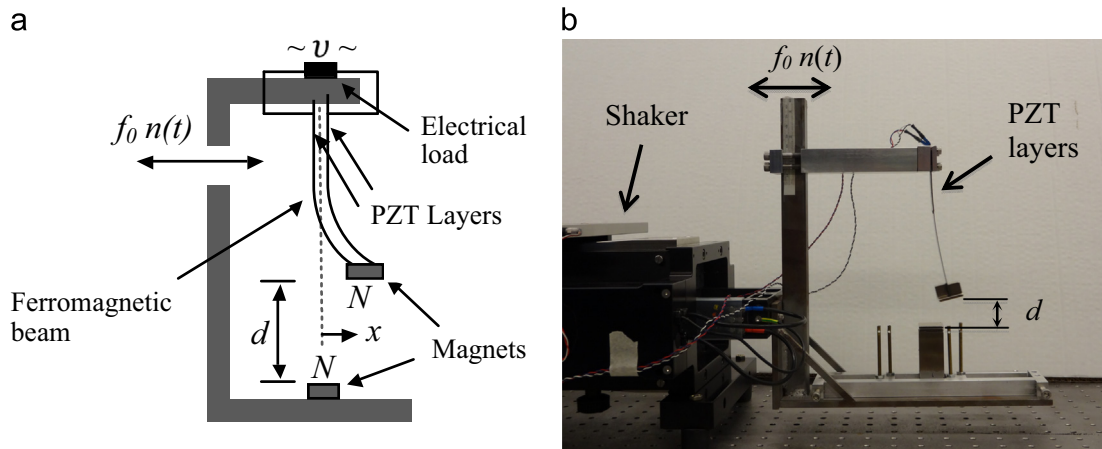 a
~ υ ~
f₀ n(t)
Electrical
load
PZT Layers
Ferromagnetic
beam
N
d
x
Magnets
N
b
f₀ n(t)
Shaker
PZT
layers
d